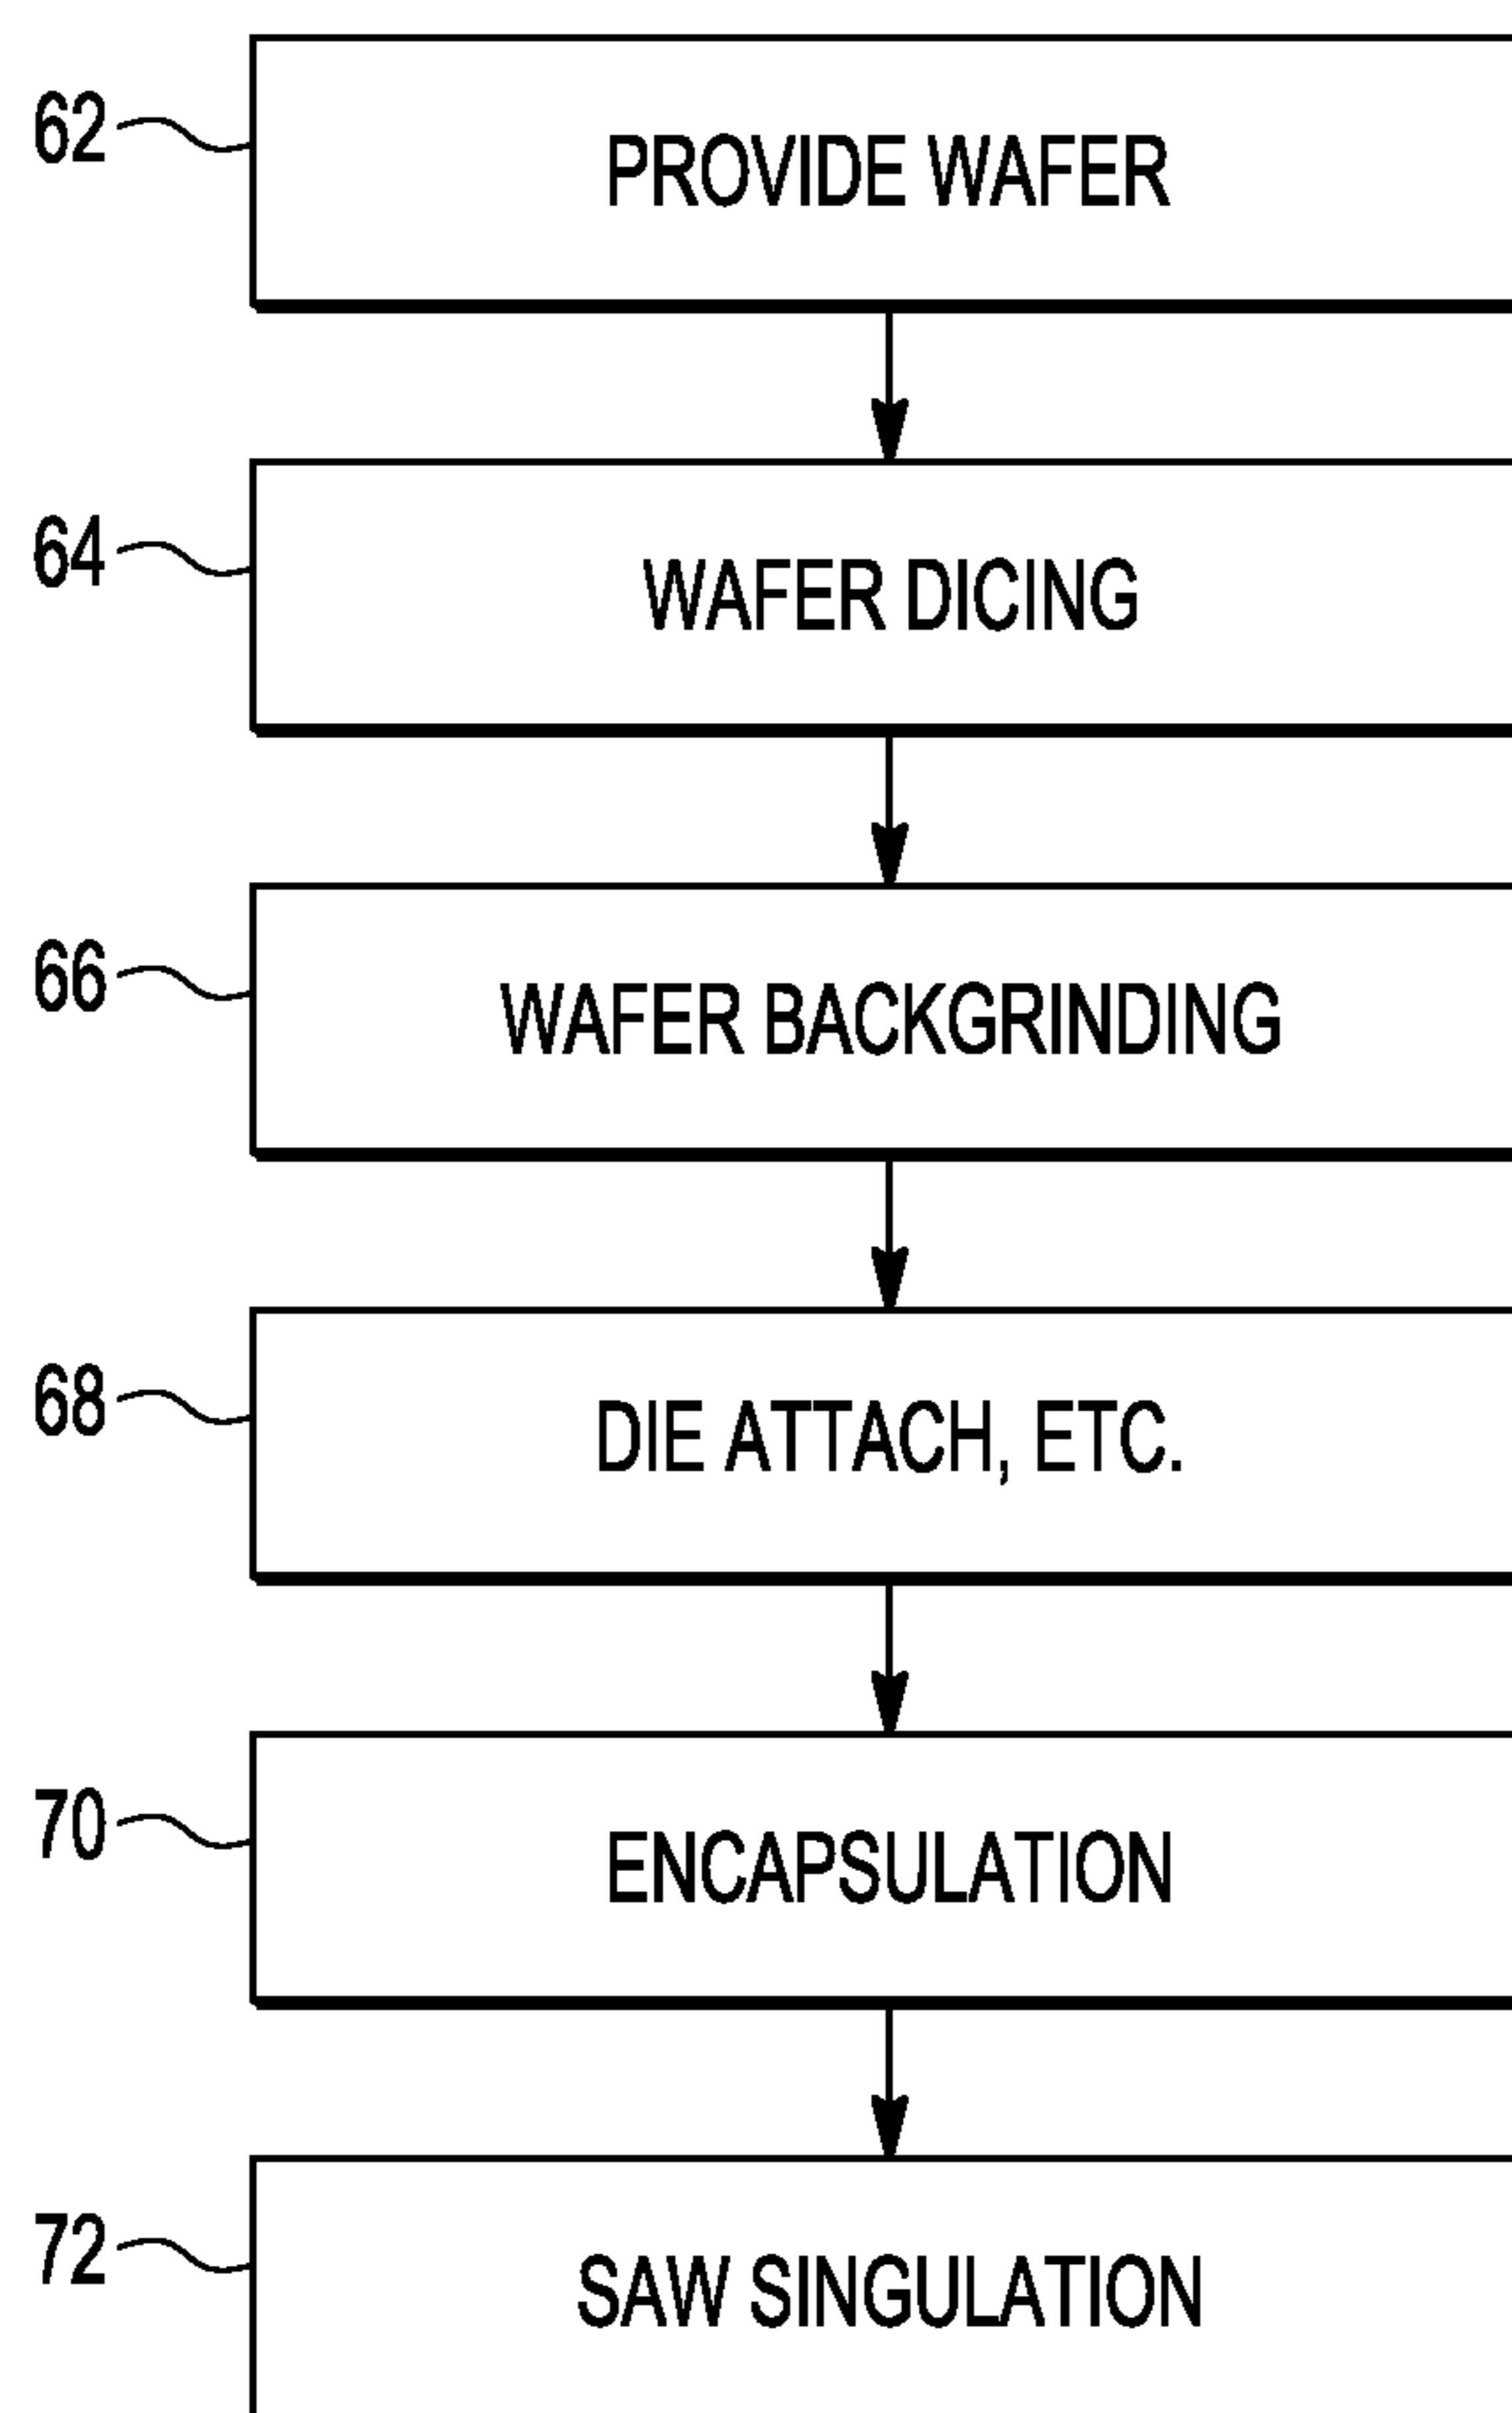 62
PROVIDE WAFER
64
WAFER DICING
66
WAFER BACKGRINDING
68
DIE ATTACH, ETC.
70
ENCAPSULATION
72
SAW SINGULATION